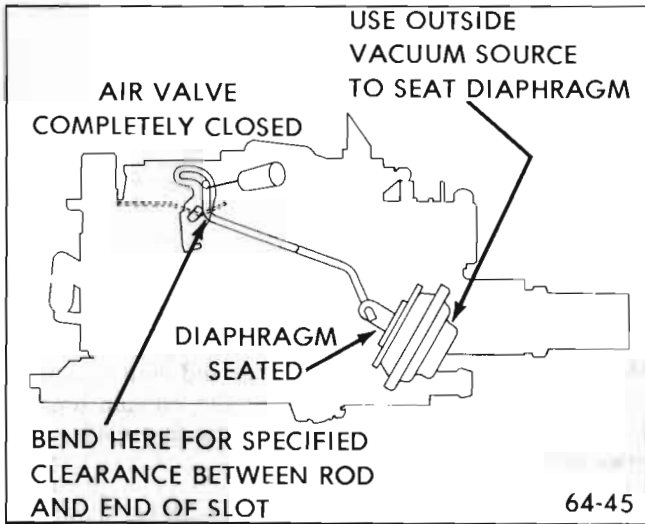 USE OUTSIDE
VACUUM SOURCE
TO SEAT DIAPHRAGM
AIR VALVE
COMPLETELY CLOSED
DIAPHRAGM
SEATED
BEND HERE FOR SPECIFIED
CLEARANCE BETWEEN ROD
AND END OF SLOT
64-45